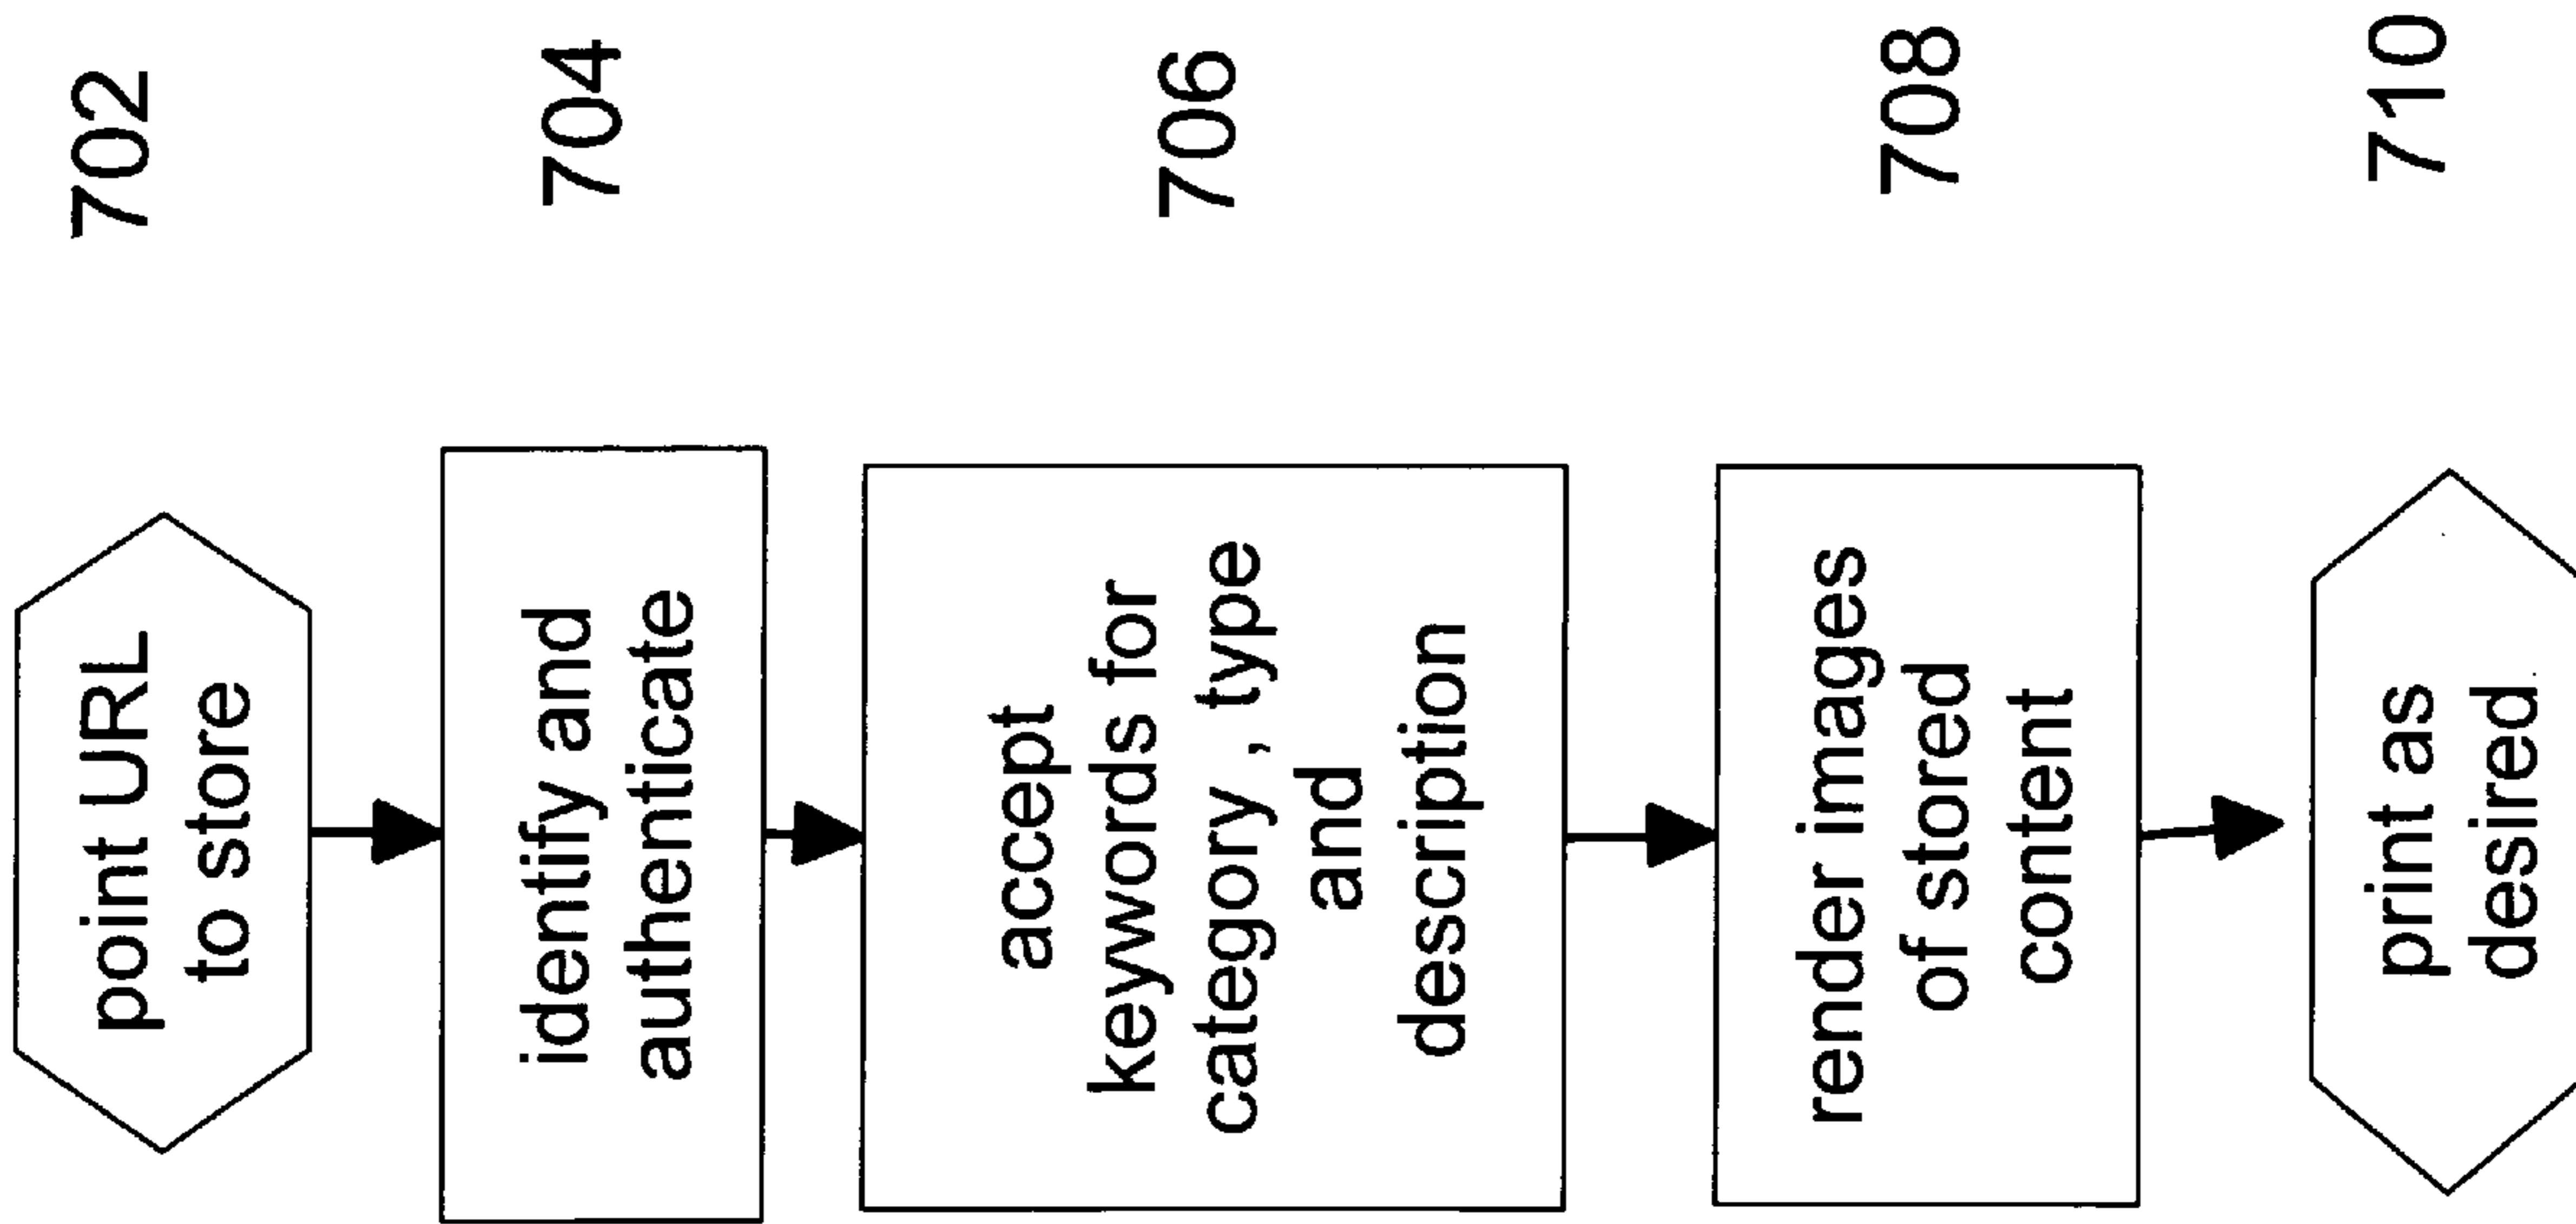 point URL
to store
702
identify and
authenticate
704
accept
keywords for
category , type
and
description
706
render images
of stored
content
708
print as
desired
710